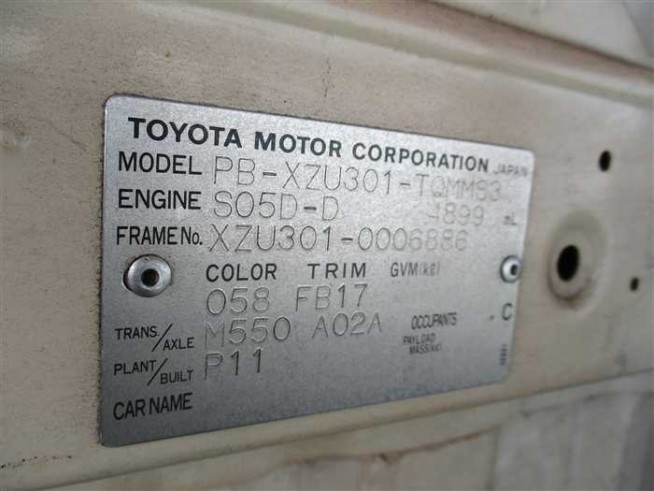 TOYOTA MOTOR CORPORATION JAPAN
MODEL PB-XZU301-TQMMS3
ENGINE S05D-D 4899 mL
FRAME No. XZU301-0006886
COLOR TRIM GVM(kg)
058 FB17
TRANS./AXLE M550 A02A OCCUPANTS C
PLANT/BUILT P11 PAYLOAD MASS(kg)
CAR NAME